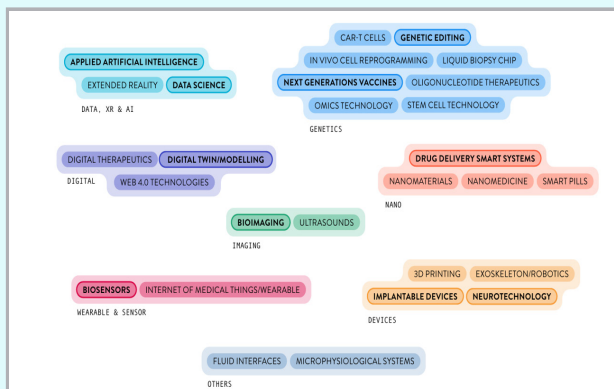 APPLIED ARTIFICIAL INTELLIGENCE
EXTENDED REALITY DATA SCIENCE
DATA, XR & AI
CAR-T CELLS GENETIC EDITING
IN VIVO CELL REPROGRAMMING LIQUID BIOPSY CHIP
NEXT GENERATIONS VACCINES OLIGONUCLEOTIDE THERAPEUTICS
OMICS TECHNOLOGY STEM CELL TECHNOLOGY
GENETICS
DIGITAL THERAPEUTICS DIGITAL TWIN/MODELLING
DIGITAL WEB 4.0 TECHNOLOGIES
DRUG DELIVERY SMART SYSTEMS
NANOMATERIALS NANOMEDICINE SMART PILLS
NANO
BIOIMAGING ULTRASOUNDS
IMAGING
BIOSENSORS INTERNET OF MEDICAL THINGS/WEARABLE
WEARABLE & SENSOR
3D PRINTING EXOSKELETON/ROBOTICS
IMPLANTABLE DEVICES NEUROTECHNOLOGY
DEVICES
FLUID INTERFACES MICROPHYSIOLOGICAL SYSTEMS
OTHERS